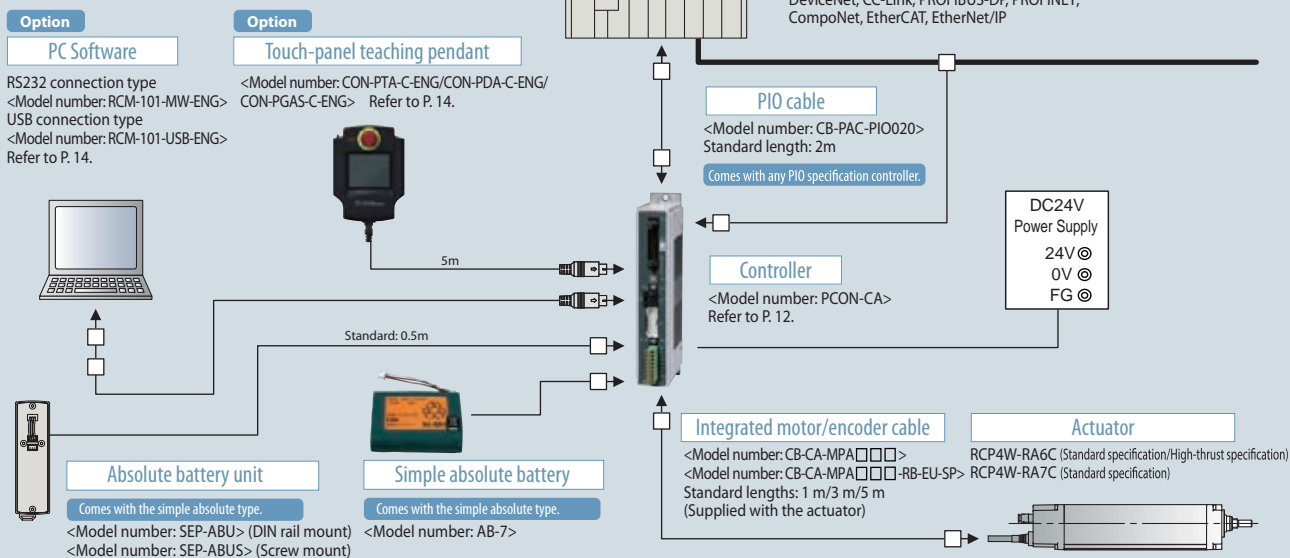 DeviceNet, CC-Link, PROFIBUS-DP, PROFINET,
CompoNet, EtherCAT, EtherNet/IP
Option
PC Software
RS232 connection type
<Model number: RCM-101-MW-ENG>
USB connection type
<Model number: RCM-101-USB-ENG>
Refer to P. 14.
Option
Touch-panel teaching pendant
<Model number: CON-PTA-C-ENG/CON-PDA-C-ENG/
CON-PGAS-C-ENG> Refer to P. 14.
PIO cable
<Model number: CB-PAC-PIO020>
Standard length: 2m
Comes with any PIO specification controller.
DC24V
Power Supply
24V
0V
FG
5m
Controller
<Model number: PCON-CA>
Refer to P. 12.
Standard: 0.5m
Absolute battery unit
Comes with the simple absolute type.
<Model number: SEP-ABU> (DIN rail mount)
<Model number: SEP-ABUS> (Screw mount)
Simple absolute battery
Comes with the simple absolute type.
<Model number: AB-7>
Integrated motor/encoder cable
<Model number: CB-CA-MPA□□□>
<Model number: CB-CA-MPA□□□-RB-EU-SP>
Standard lengths: 1 m/3 m/5 m
(Supplied with the actuator)
Actuator
RCP4W-RA6C (Standard specification/High-thrust specification)
RCP4W-RA7C (Standard specification)